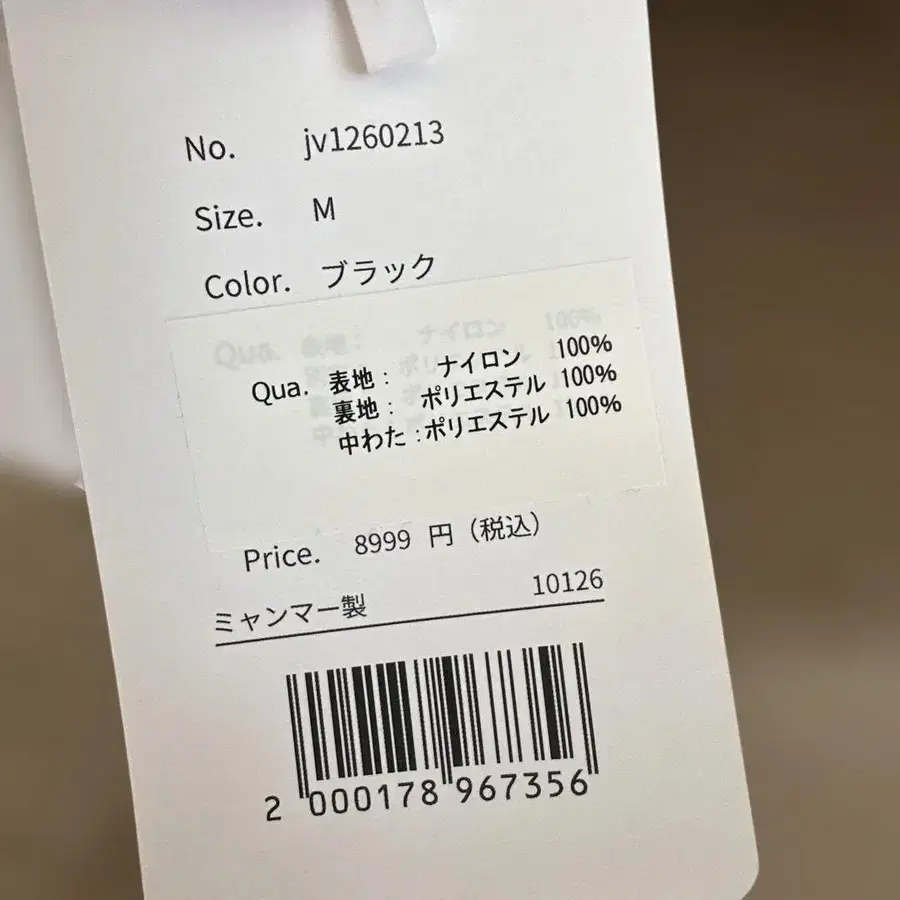 No. jv1260213
Size. M
Color. ブラック
Qua. 表地： ナイロン 100%
裏地： ポリエステル 100%
中わた：ポリエステル 100%
Price. 8999 円（税込）
ミャンマー製 10126
2 000178 967356